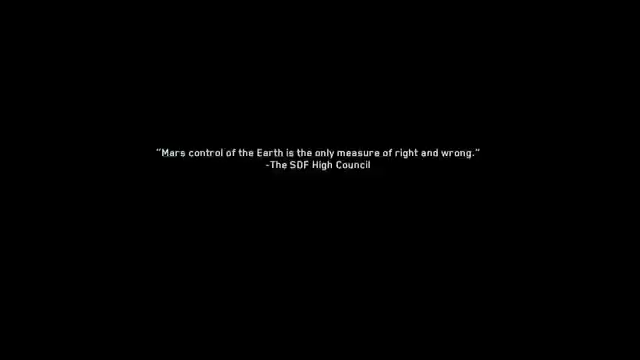 "Mars control of the Earth is the only measure of right and wrong."
-The SDF High Council